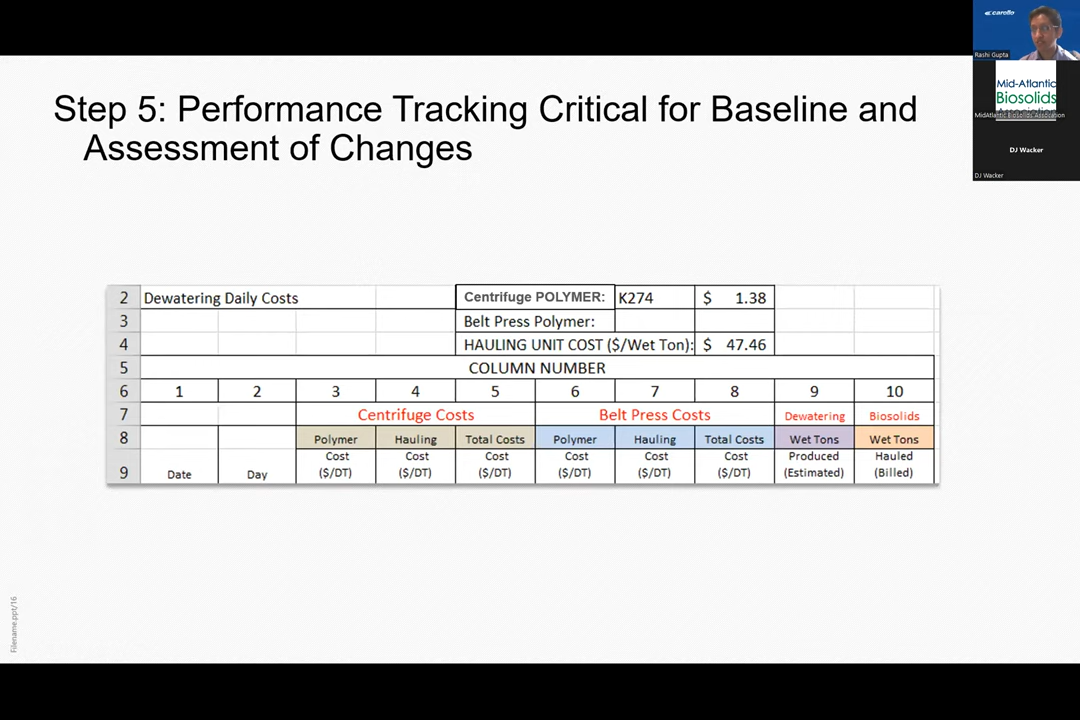 carollo
Rashi Gupta
Mid-Atlantic
Biosolids
Association
MidAtlantic Biosolids Association
DJ Wacker
DJ Wacker
Step 5: Performance Tracking Critical for Baseline and
Assessment of Changes
2 Dewatering Daily Costs Centrifuge POLYMER: K274 $ 1.38
3 Belt Press Polymer:
4 HAULING UNIT COST ($/Wet Ton): $ 47.46
5 COLUMN NUMBER
6 1 2 3 4 5 6 7 8 9 10
7 Centrifuge Costs Belt Press Costs Dewatering Biosolids
8 Polymer Hauling Total Costs Polymer Hauling Total Costs Wet Tons Wet Tons
Cost Cost Cost Cost Cost Cost Produced Hauled
9 Date Day ($/DT) ($/DT) ($/DT) ($/DT) ($/DT) ($/DT) (Estimated) (Billed)
Filename.ppt/16